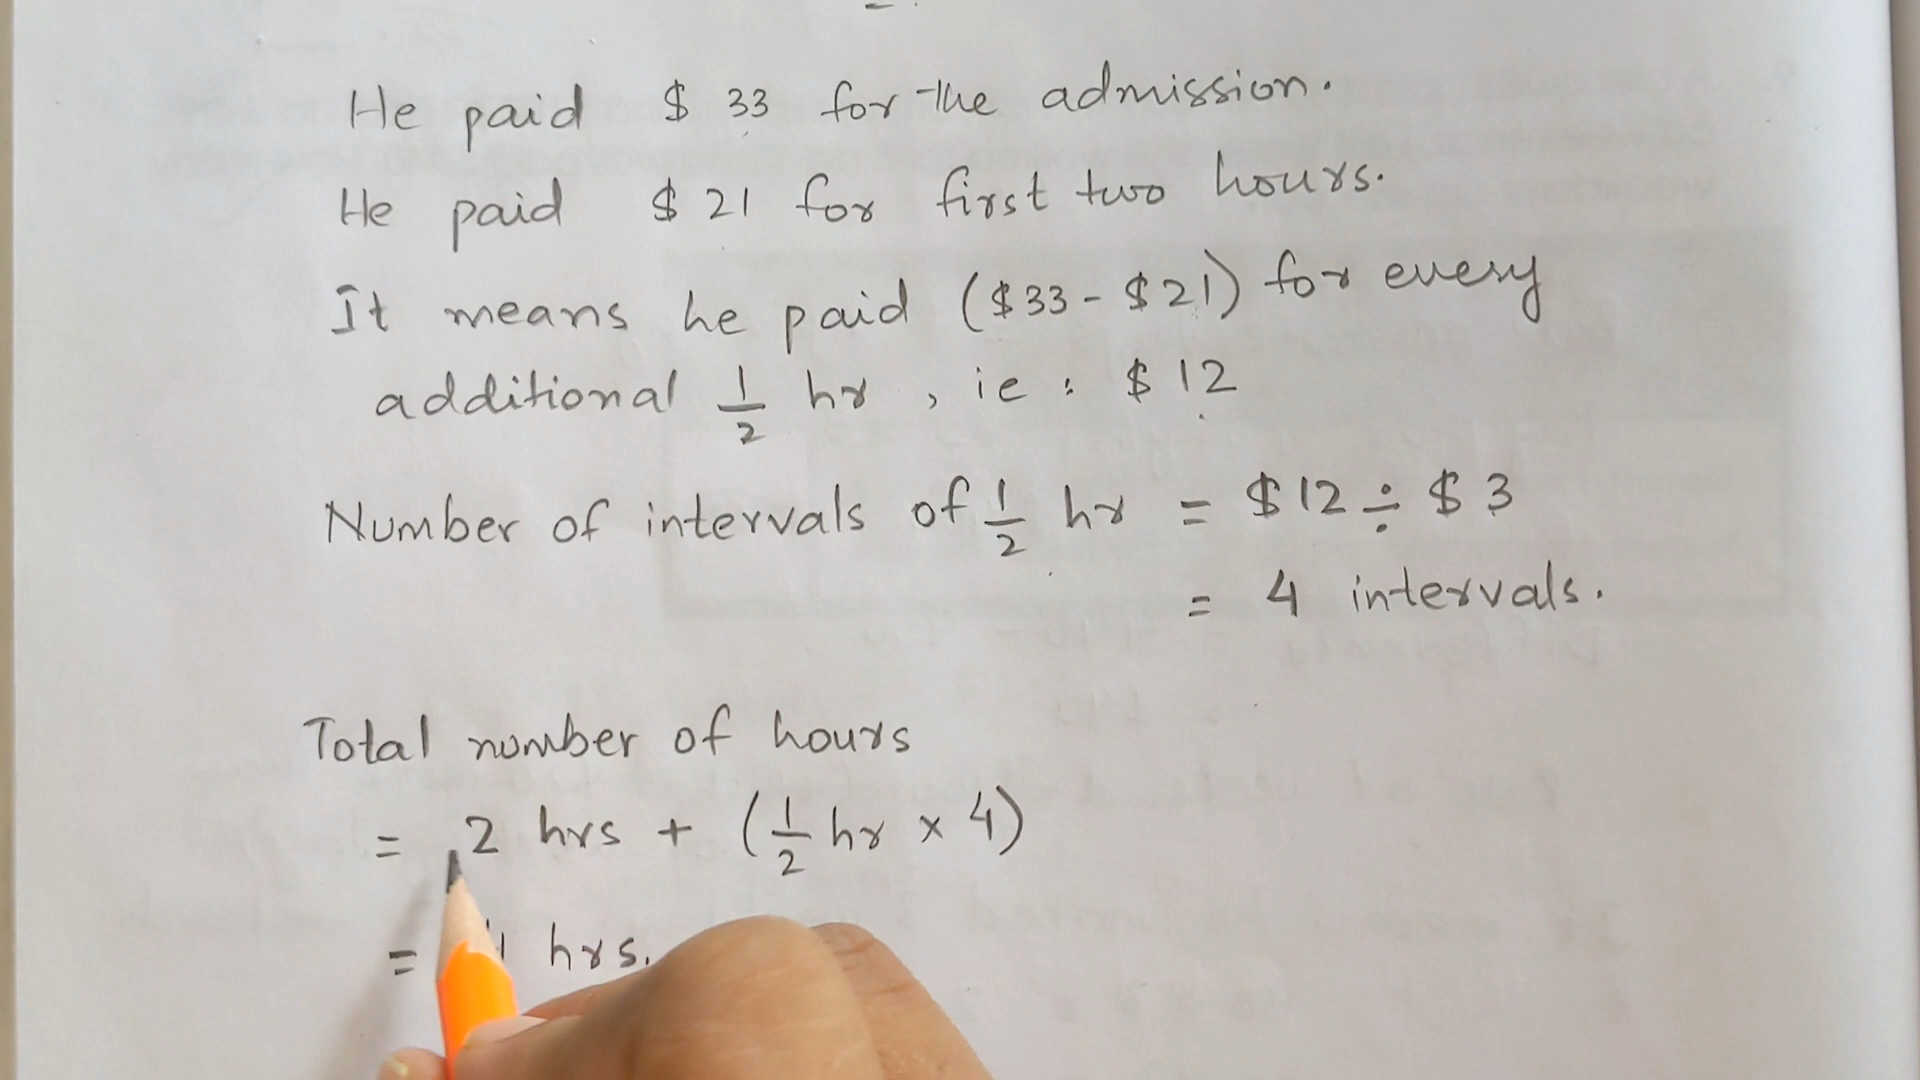 He paid $ 33 for the admission.
He paid $ 21 for first two hours.
It means he paid ($33 - $21) for every
additional 1/2 hr , ie : $ 12
Number of intervals of 1/2 hr = $12 ÷ $ 3
= 4 intervals.
Total number of hours
= 2 hrs + (1/2 hr × 4)
= hrs.